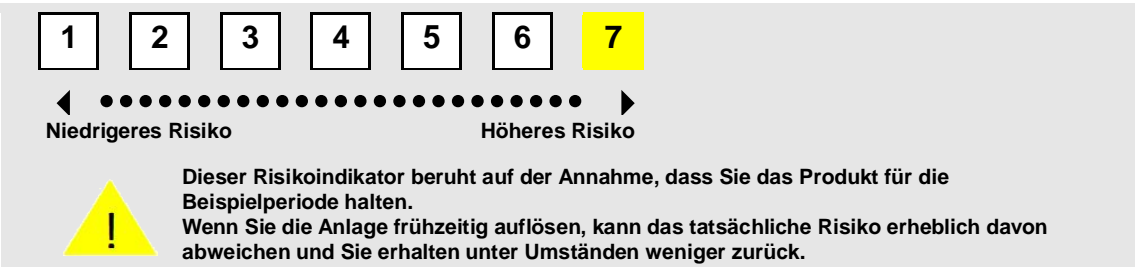 1 2 3 4 5 6 7
Niedrigeres Risiko Höheres Risiko
Dieser Risikoindikator beruht auf der Annahme, dass Sie das Produkt für die
Beispielperiode halten.
Wenn Sie die Anlage frühzeitig auflösen, kann das tatsächliche Risiko erheblich davon
abweichen und Sie erhalten unter Umständen weniger zurück.
!